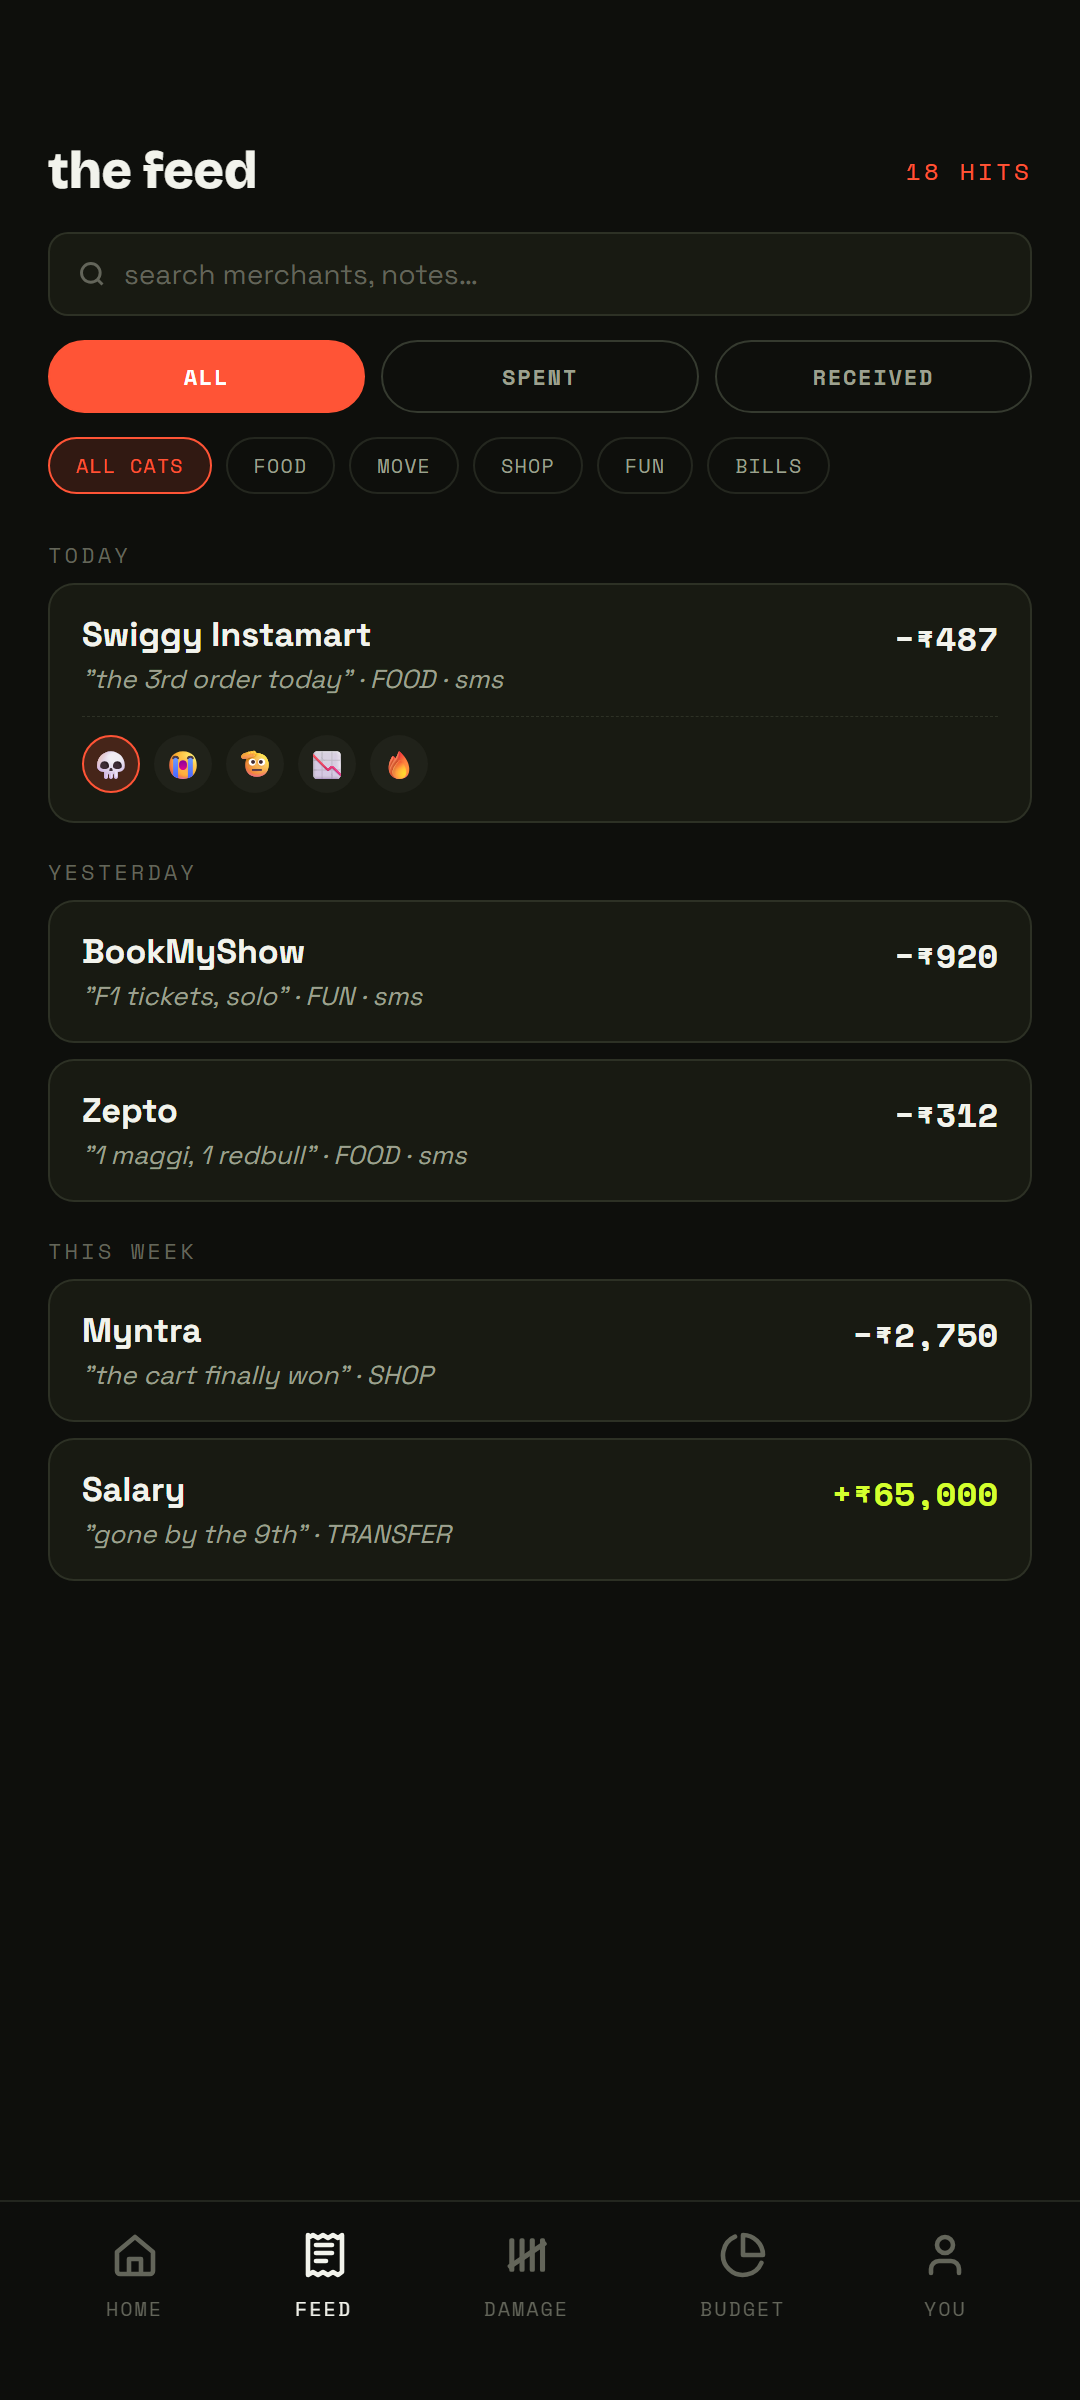 the feed
18 HITS
search merchants, notes…
ALL
SPENT
RECEIVED
ALL CATS
FOOD
MOVE
SHOP
FUN
BILLS
TODAY
Swiggy Instamart
-₹487
"the 3rd order today" · FOOD · sms
YESTERDAY
BookMyShow
-₹920
"F1 tickets, solo" · FUN · sms
Zepto
-₹312
"1 maggi, 1 redbull" · FOOD · sms
THIS WEEK
Myntra
-₹2,750
"the cart finally won" · SHOP
Salary
+₹65,000
"gone by the 9th" · TRANSFER
HOME
FEED
DAMAGE
BUDGET
YOU